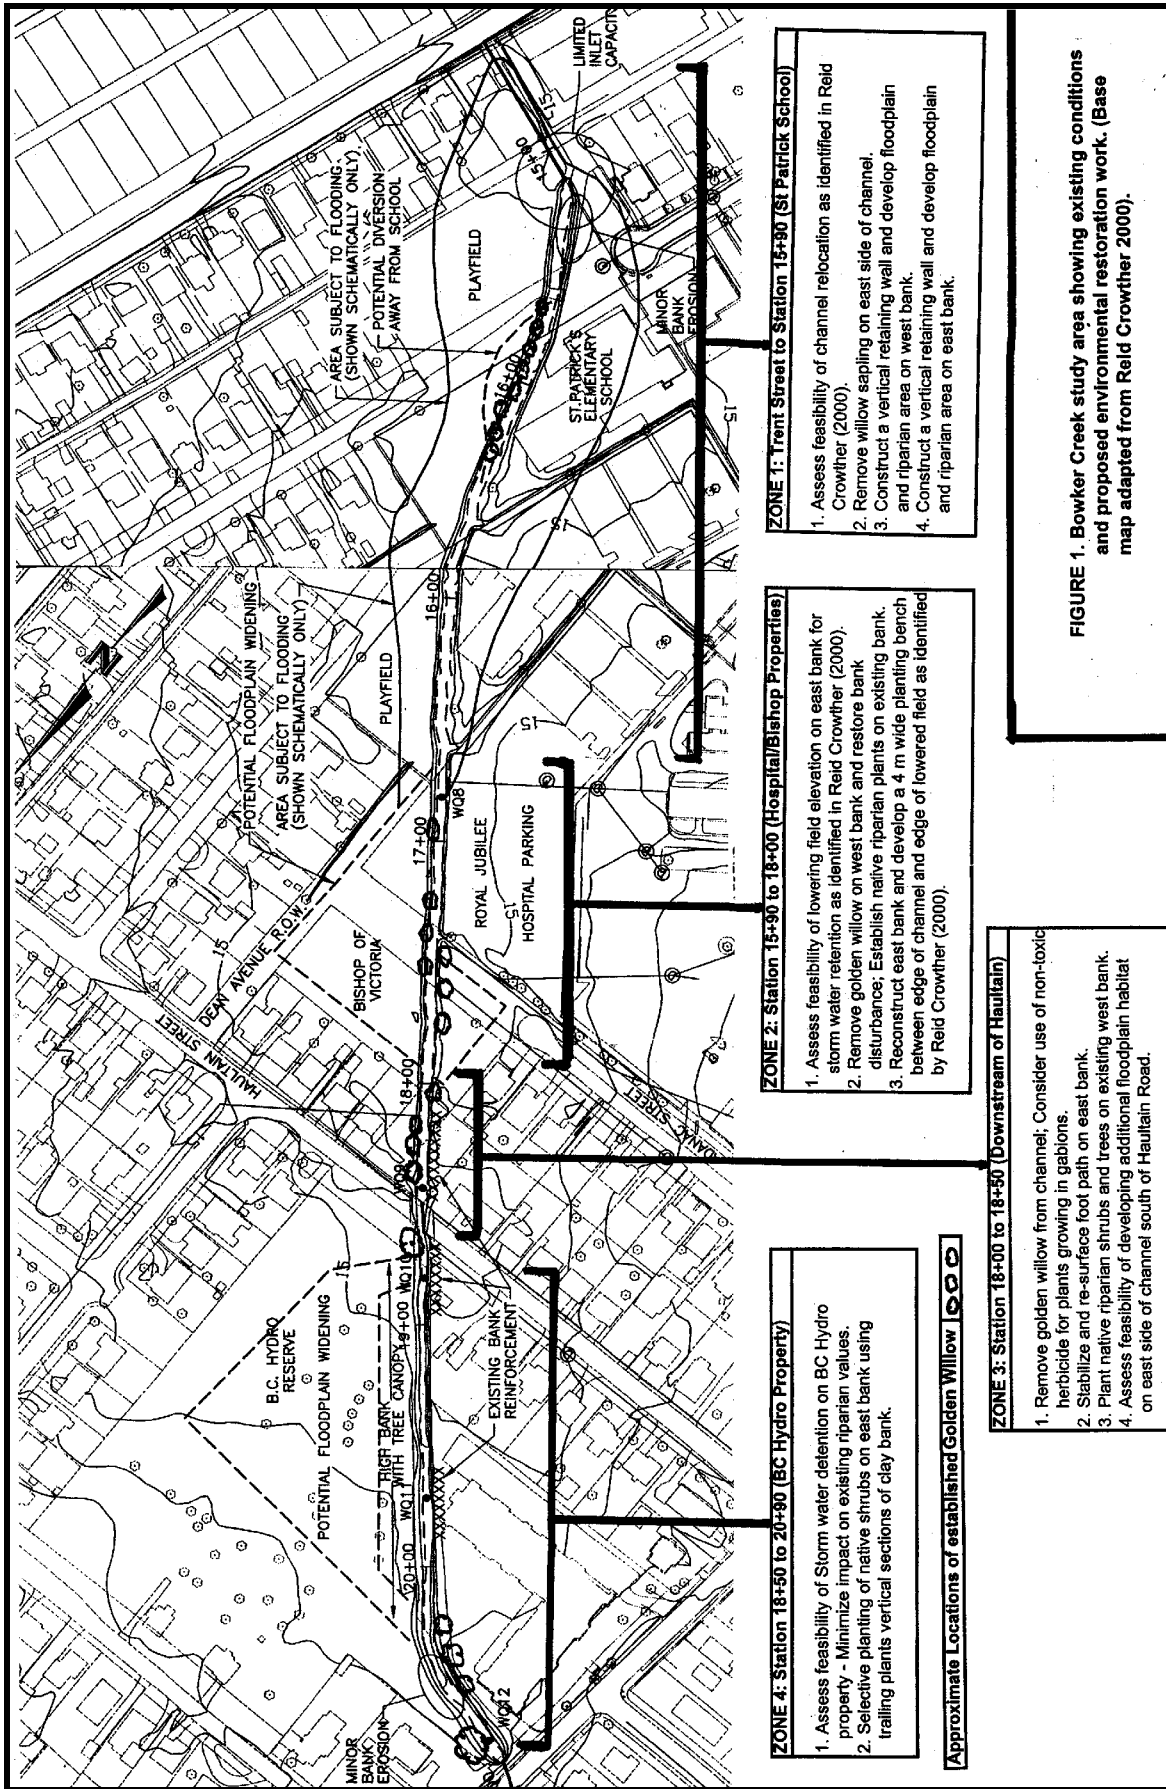 MINOR
BANK
EROSION
WQ12
20+00
WQ11
HIGH BANK
WITH TREE CANOPY
19+00
WQ10
POTENTIAL FLOODPLAIN WIDENING
B.C. HYDRO
RESERVE
15
EXISTING BANK
REINFORCEMENT
HAULTAIN STREET
DEAN AVENUE R.O.W.
15
WQ9
18+00
DANAC STREET
BISHOP OF
VICTORIA
17+00
WQ8
ROYAL JUBILEE
HOSPITAL PARKING
15
15
N
POTENTIAL FLOODPLAIN WIDENING
AREA SUBJECT TO FLOODING
(SHOWN SCHEMATICALLY ONLY)
PLAYFIELD
16+00
15
AREA SUBJECT TO FLOODING
(SHOWN SCHEMATICALLY ONLY)
POTENTIAL DIVERSION
AWAY FROM SCHOOL
PLAYFIELD
16+00
ST.PATRICK'S
ELEMENTARY
SCHOOL
MINOR
BANK
EROSION
15
15+00
15
LIMITED
INLET
CAPACITY
ZONE 4: Station 18+50 to 20+90 (BC Hydro Property)
1. Assess feasibility of Storm water detention on BC Hydro
property - Minimize impact on existing riparian values.
2. Selective planting of native shrubs on east bank using
trailing plants vertical sections of clay bank.
Approximate Locations of established Golden Willow
ZONE 2: Station 15+90 to 18+00 (Hospital/Bishop Properties)
1. Assess feasibility of lowering field elevation on east bank for
storm water retention as identified in Reid Crowther (2000).
2. Remove golden willow on west bank and restore bank
disturbance; Establish native riparian plants on existing bank.
3. Reconstruct east bank and develop a 4 m wide planting bench
between edge of channel and edge of lowered field as identified
by Reid Crowther (2000).
ZONE 1: Trent Street to Station 15+90 (St Patrick School)
1. Assess feasibility of channel relocation as identified in Reid
Crowther (2000).
2. Remove willow sapling on east side of channel.
3. Construct a vertical retaining wall and develop floodplain
and riparian area on west bank.
4. Construct a vertical retaining wall and develop floodplain
and riparian area on east bank.
ZONE 3: Station 18+00 to 18+50 (Downstream of Haultain)
1. Remove golden willow from channel; Consider use of non-toxic
herbicide for plants growing in gabions.
2. Stabilize and re-surface foot path on east bank.
3. Plant native riparian shrubs and trees on existing west bank.
4. Assess feasibility of developing additional floodplain habitat
on east side of channel south of Haultain Road.
FIGURE 1. Bowker Creek study area showing existing conditions
and proposed environmental restoration work. (Base
map adapted from Reid Crowther 2000).